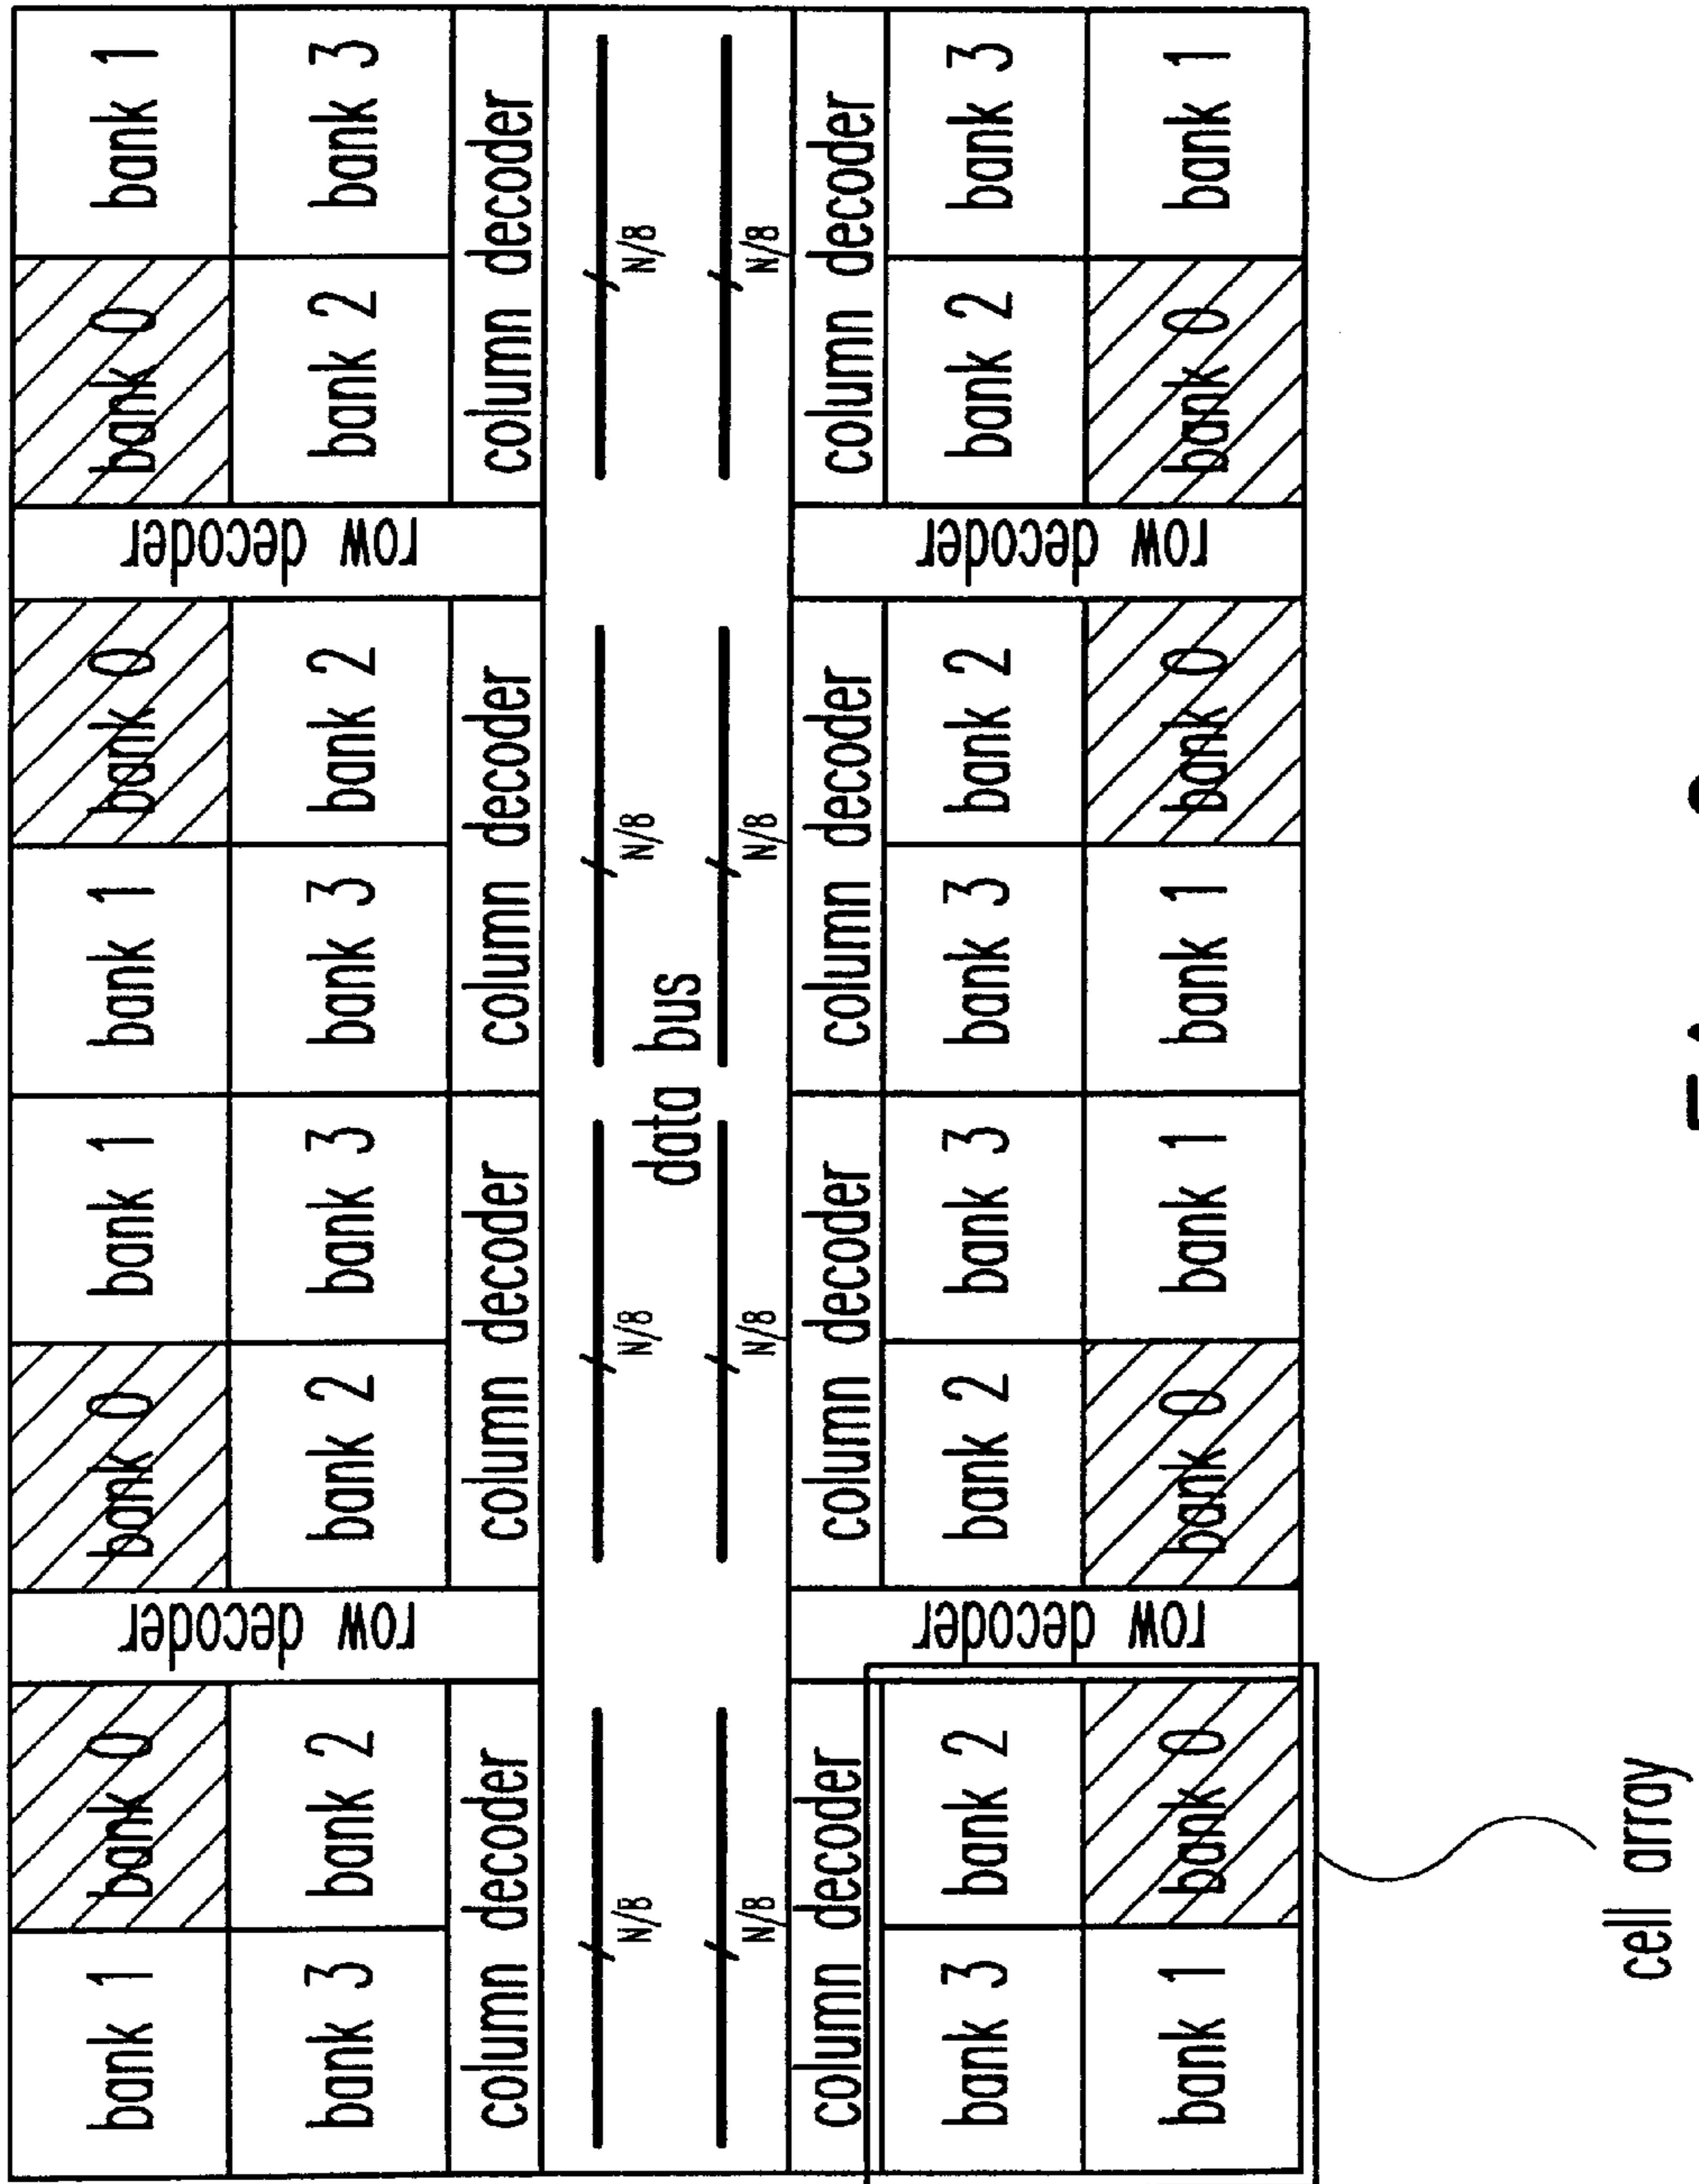 bank 1
bank 0
bank 0
bank 1
bank 1
bank 0
bank 0
bank 1
row decoder
row decoder
bank 3
bank 2
bank 2
bank 3
bank 3
bank 2
bank 2
bank 3
column decoder
column decoder
column decoder
column decoder
N/8
N/8
N/8
N/8
data bus
N/8
N/8
N/8
N/8
column decoder
column decoder
column decoder
column decoder
row decoder
row decoder
bank 3
bank 2
bank 2
bank 3
bank 3
bank 2
bank 2
bank 3
bank 1
bank 0
bank 0
bank 1
bank 1
bank 0
bank 0
bank 1
cell array